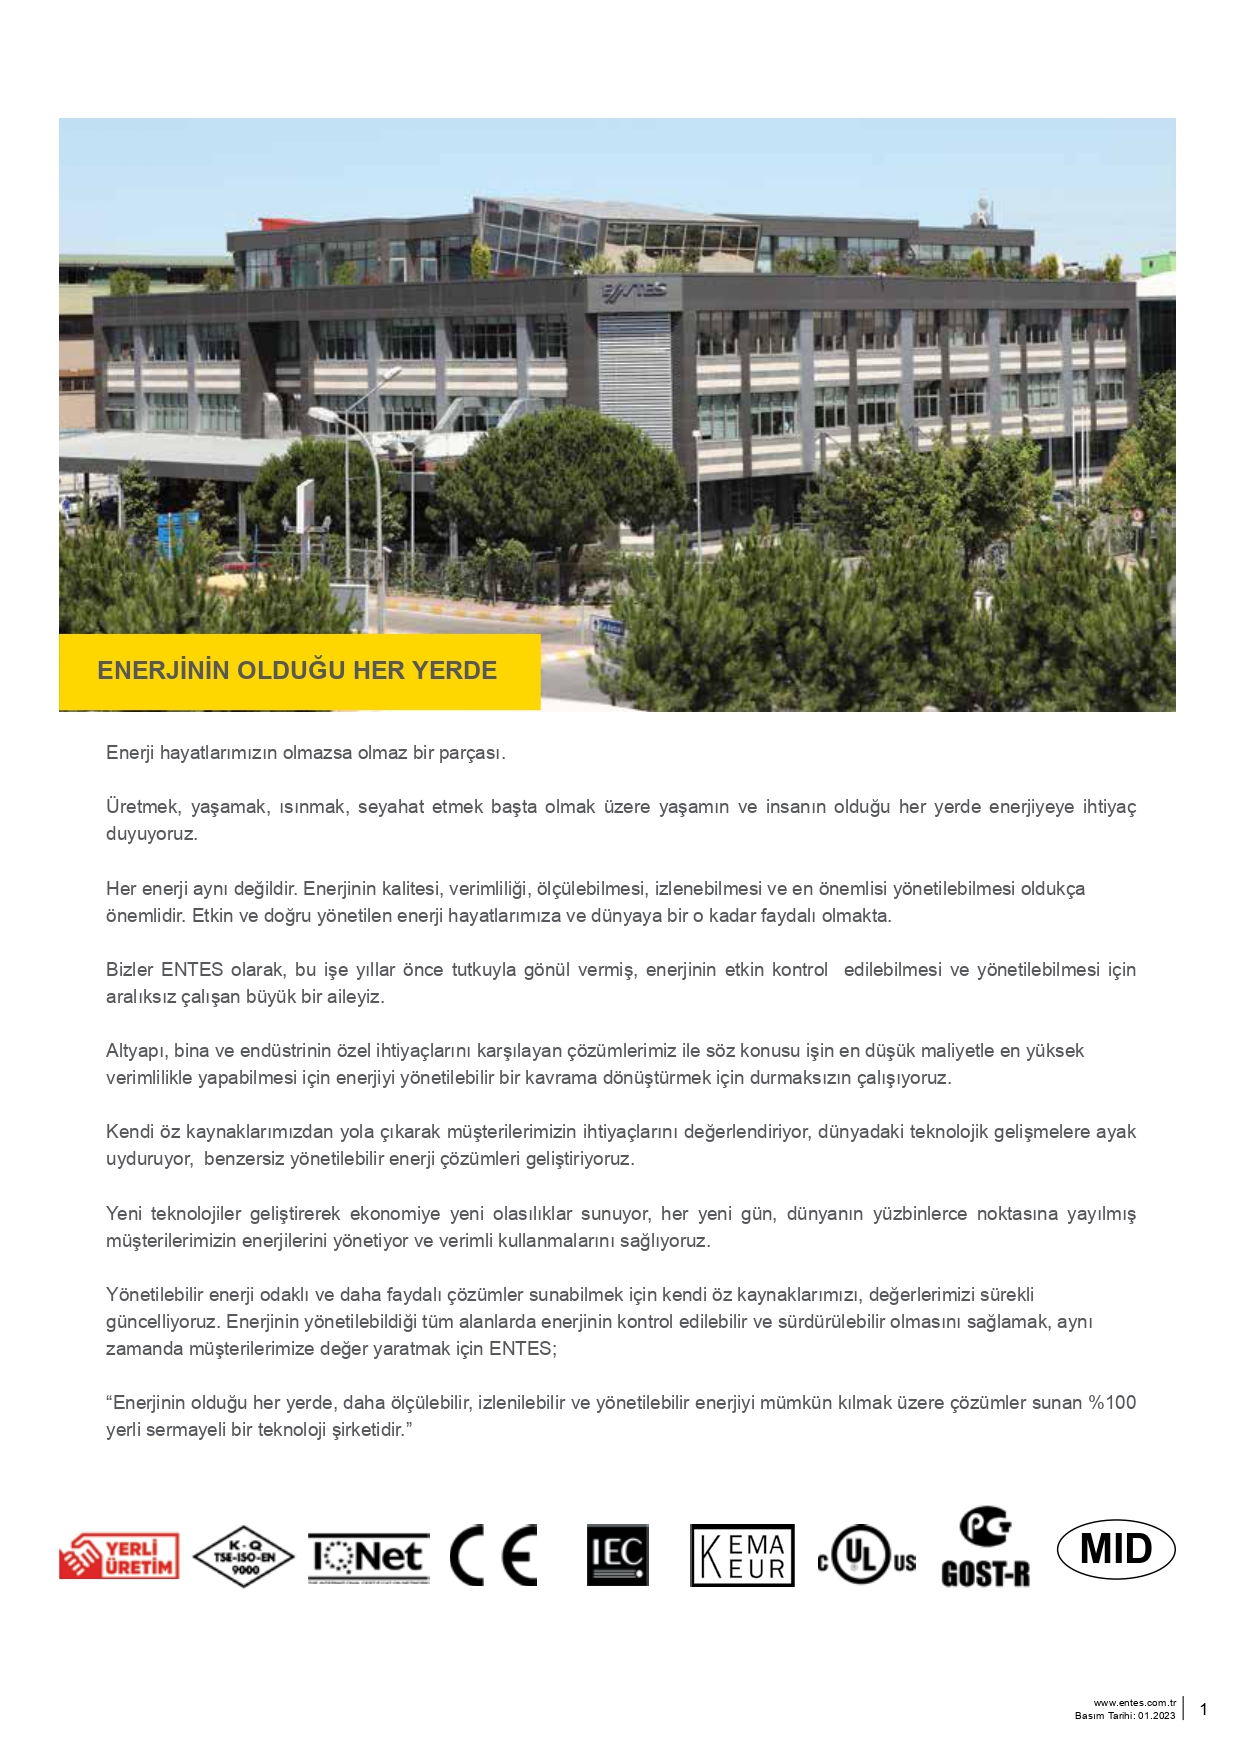 ENTES
ENERJİNİN OLDUĞU HER YERDE
Enerji hayatlarımızın olmazsa olmaz bir parçası.
Üretmek, yaşamak, ısınmak, seyahat etmek başta olmak üzere yaşamın ve insanın olduğu her yerde enerjiyeye ihtiyaç
duyuyoruz.
Her enerji aynı değildir. Enerjinin kalitesi, verimliliği, ölçülebilmesi, izlenebilmesi ve en önemlisi yönetilebilmesi oldukça
önemlidir. Etkin ve doğru yönetilen enerji hayatlarımıza ve dünyaya bir o kadar faydalı olmakta.
Bizler ENTES olarak, bu işe yıllar önce tutkuyla gönül vermiş, enerjinin etkin kontrol edilebilmesi ve yönetilebilmesi için
aralıksız çalışan büyük bir aileyiz.
Altyapı, bina ve endüstrinin özel ihtiyaçlarını karşılayan çözümlerimiz ile söz konusu işin en düşük maliyetle en yüksek
verimlilikle yapabilmesi için enerjiyi yönetilebilir bir kavrama dönüştürmek için durmaksızın çalışıyoruz.
Kendi öz kaynaklarımızdan yola çıkarak müşterilerimizin ihtiyaçlarını değerlendiriyor, dünyadaki teknolojik gelişmelere ayak
uyduruyor, benzersiz yönetilebilir enerji çözümleri geliştiriyoruz.
Yeni teknolojiler geliştirerek ekonomiye yeni olasılıklar sunuyor, her yeni gün, dünyanın yüzbinlerce noktasına yayılmış
müşterilerimizin enerjilerini yönetiyor ve verimli kullanmalarını sağlıyoruz.
Yönetilebilir enerji odaklı ve daha faydalı çözümler sunabilmek için kendi öz kaynaklarımızı, değerlerimizi sürekli
güncelliyoruz. Enerjinin yönetilebildiği tüm alanlarda enerjinin kontrol edilebilir ve sürdürülebilir olmasını sağlamak, aynı
zamanda müşterilerimize değer yaratmak için ENTES;
“Enerjinin olduğu her yerde, daha ölçülebilir, izlenilebilir ve yönetilebilir enerjiyi mümkün kılmak üzere çözümler sunan %100
yerli sermayeli bir teknoloji şirketidir.”
YERLİ
ÜRETİM
K-Q
TSE-ISO-EN
9000
IQNet
CE
IEC
KEMA
KEUR
c UL us
PG
GOST-R
MID
www.entes.com.tr
Basım Tarihi: 01.2023
1